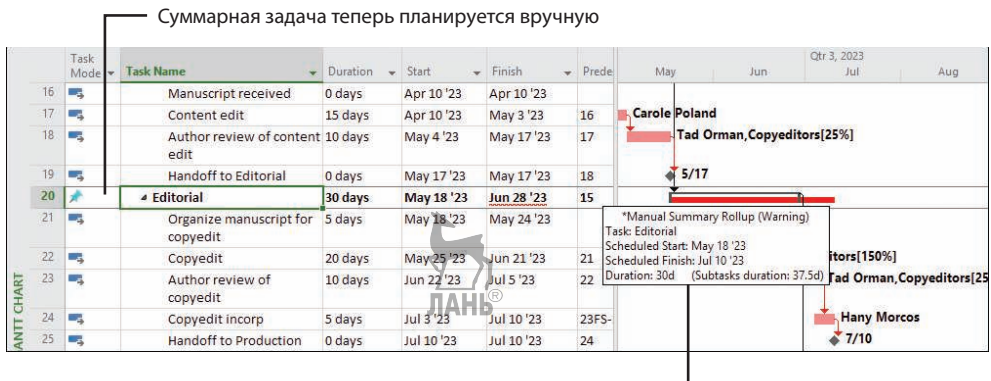 Суммарная задача теперь планируется вручную
Task Mode Task Name Duration Start Finish Prede May Jun Qtr 3, 2023 Jul Aug
16 Manuscript received 0 days Apr 10 '23 Apr 10 '23
17 Content edit 15 days Apr 10 '23 May 3 '23 16 Carole Poland
18 Author review of content edit 10 days May 4 '23 May 17 '23 17 Tad Orman,Copyeditors[25%]
19 Handoff to Editorial 0 days May 17 '23 May 17 '23 18 5/17
20 Editorial 30 days May 18 '23 Jun 28 '23 15
21 Organize manuscript for copyedit 5 days May 18 '23 May 24 '23
*Manual Summary Rollup (Warning)
Task: Editorial
Scheduled Start: May 18 '23
Scheduled Finish: Jul 10 '23
Duration: 30d (Subtasks duration: 37.5d)
22 Copyedit 20 days May 25 '23 Jun 21 '23 21 itors[150%]
23 Author review of copyedit 10 days Jun 22 '23 Jul 5 '23 22 Tad Orman,Copyeditors[25
24 Copyedit incorp 5 days Jul 3 '23 Jul 10 '23 23FS- Hany Morcos
25 Handoff to Production 0 days Jul 10 '23 Jul 10 '23 24 7/10
ANTT CHART
ЛАНЬ®